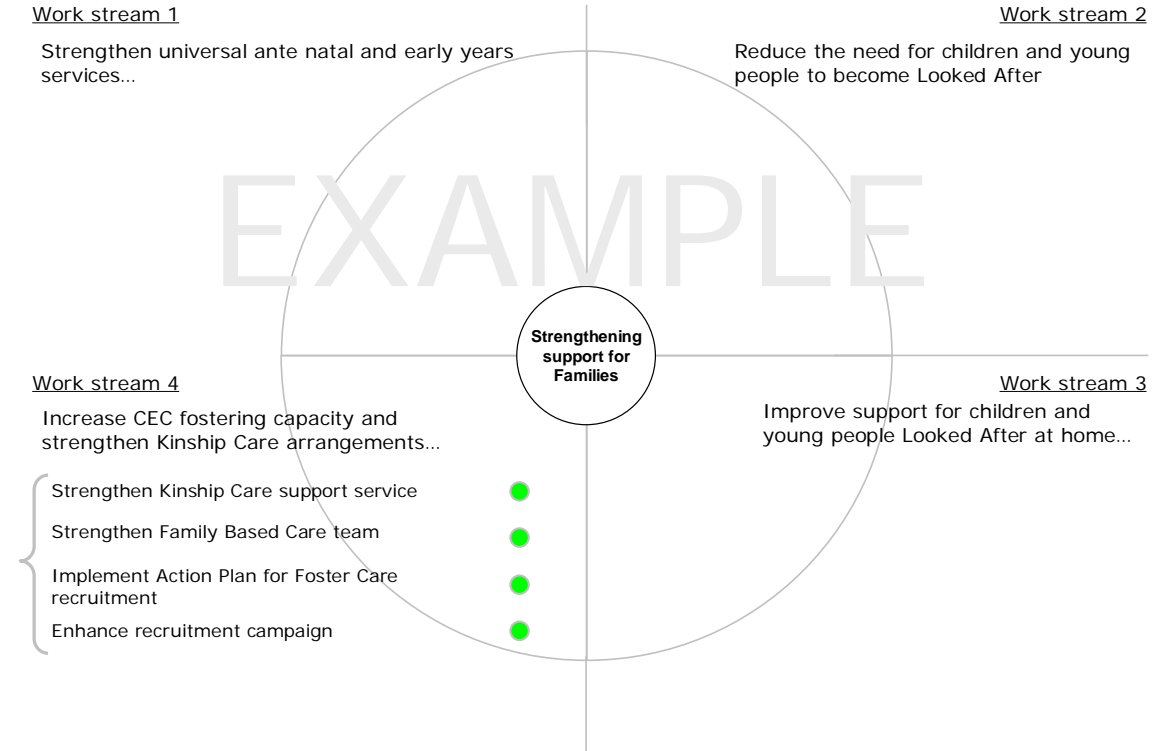 Work stream 1
Strengthen universal ante natal and early years
services...
Work stream 2
Reduce the need for children and young
people to become Looked After
EXAMPLE
Strengthening
support for
Families
Work stream 4
Increase CEC fostering capacity and
strengthen Kinship Care arrangements...
Strengthen Kinship Care support service
Strengthen Family Based Care team
Implement Action Plan for Foster Care
recruitment
Enhance recruitment campaign
Work stream 3
Improve support for children and
young people Looked After at home...